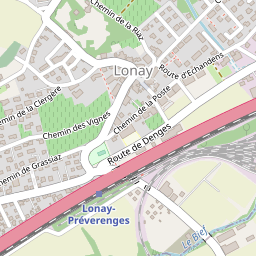 Chemin de la Riaz
Lonay
Route d'Echandens
Chemin de la Clergère
Chemin de la Poste
Chemin des Vignes
Route de Denges
Chemin de Grassiaz
Lonay-
Préverenges
Le Bief